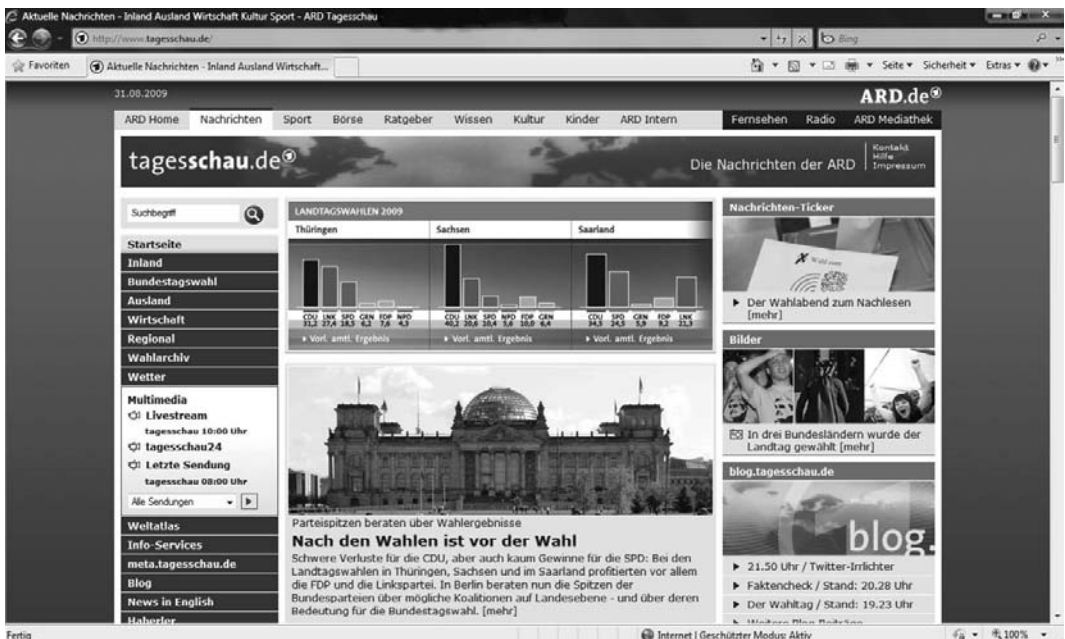 Aktuelle Nachrichten - Inland Ausland Wirtschaft Kultur Sport - ARD Tagesschau
http://www.tagesschau.de/
Bing
Favoriten
Aktuelle Nachrichten - Inland Ausland Wirtschaft...
Seite Sicherheit Extras
31.08.2009
ARD.de
ARD Home Nachrichten Sport Börse Ratgeber Wissen Kultur Kinder ARD Intern Fernsehen Radio ARD Mediathek
tagesschau.de
Die Nachrichten der ARD
Kontakt
Hilfe
Impressum
Suchbegriff
Startseite
Inland
Bundestagswahl
Ausland
Wirtschaft
Regional
Wahlarchiv
Wetter
Multimedia
Livestream
tagesschau 10:00 Uhr
tagesschau24
Letzte Sendung
tagesschau 08:00 Uhr
Alle Sendungen
Weltatlas
Info-Services
meta.tagesschau.de
Blog
News in English
Haberler
LANDTAGSWAHLEN 2009
Thüringen Sachsen Saarland
CDU LNK SPD GRN FDP NPD
31,2 27,4 18,5 6,2 7,6 4,3
CDU LNK SPD NPD FDP GRN
40,2 20,6 10,4 5,6 10,0 6,4
CDU SPD GRN FDP LNK
34,5 24,5 5,9 9,2 21,3
Vorl. amtl. Ergebnis Vorl. amtl. Ergebnis Vorl. amtl. Ergebnis
Parteispitzen beraten über Wahlergebnisse
Nach den Wahlen ist vor der Wahl
Schwere Verluste für die CDU, aber auch kaum Gewinne für die SPD: Bei den
Landtagswahlen in Thüringen, Sachsen und im Saarland profitierten vor allem
die FDP und die Linkspartei. In Berlin beraten nun die Spitzen der
Bundesparteien über mögliche Koalitionen auf Landesebene - und über deren
Bedeutung für die Bundestagswahl. [mehr]
Nachrichten-Ticker
Wahl
Der Wahlabend zum Nachlesen
[mehr]
Bilder
In drei Bundesländern wurde der
Landtag gewählt [mehr]
blog.tagesschau.de
blog.
21.50 Uhr / Twitter-Irrlichter
Faktencheck / Stand: 20.28 Uhr
Der Wahltag / Stand: 19.23 Uhr
Weitere Blog-Beiträge
Fertig
Internet | Geschützter Modus: Aktiv
100%